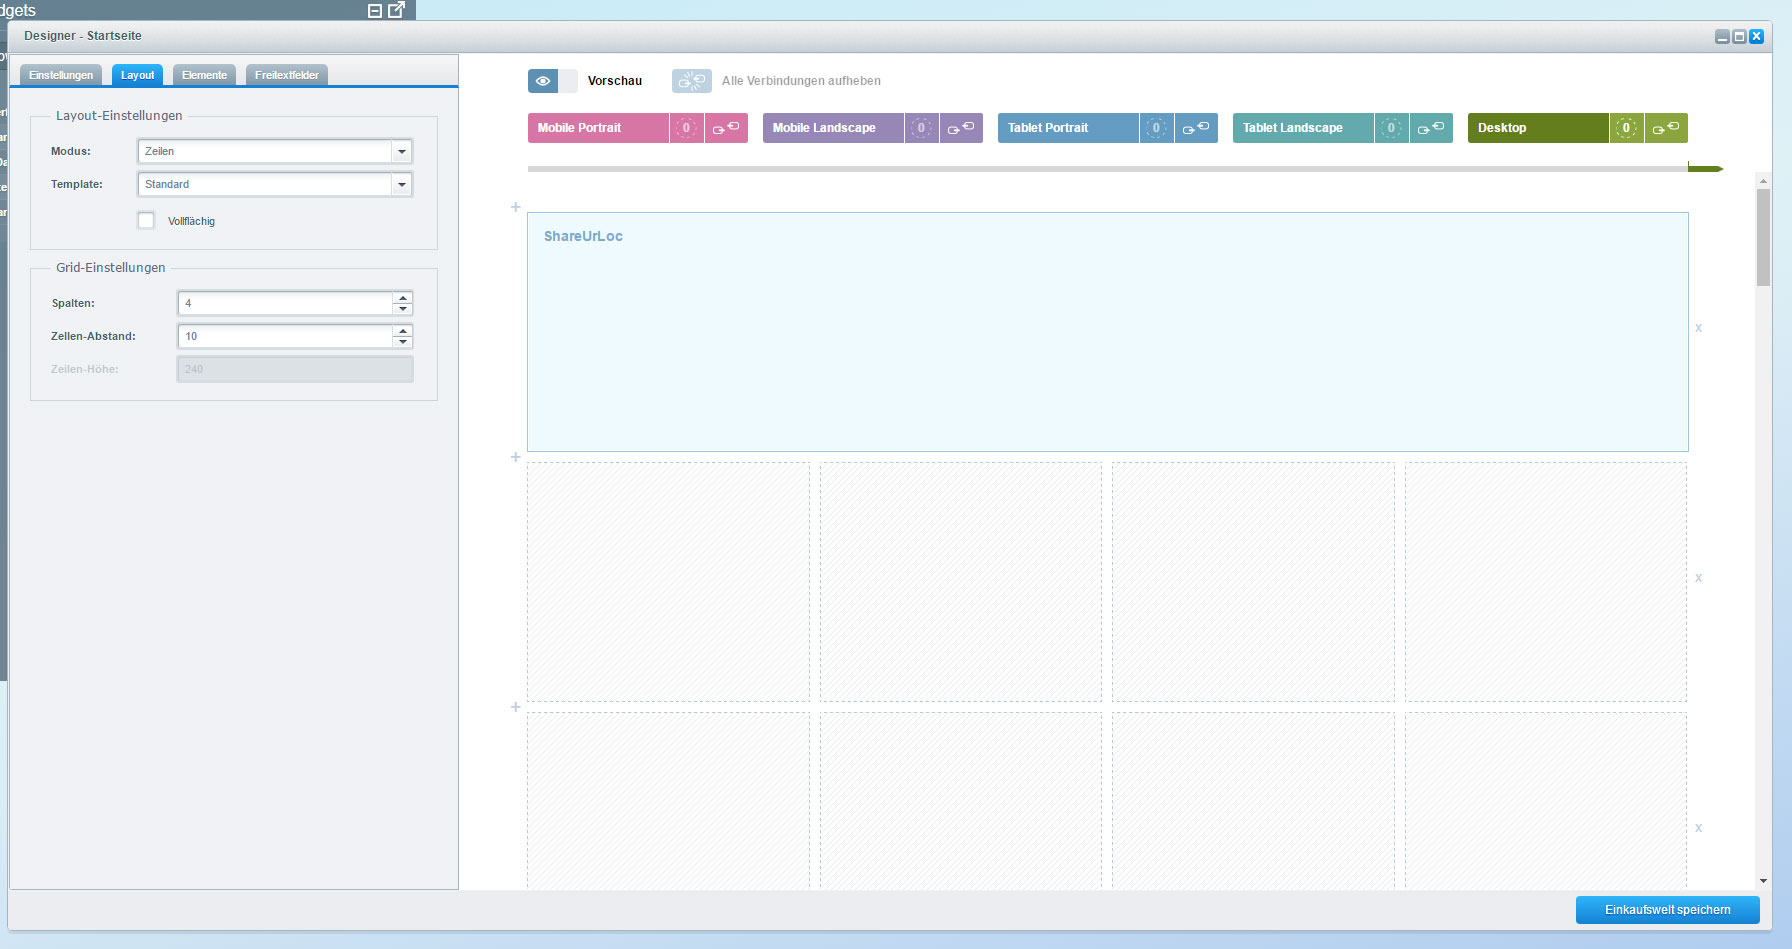 dgets
Designer - Startseite
Einstellungen
Layout
Elemente
Freitextfelder
Layout-Einstellungen
Modus:
Zeilen
Template:
Standard
Vollflächig
Grid-Einstellungen
Spalten:
4
Zellen-Abstand:
10
Zeilen-Höhe:
240
Vorschau
Alle Verbindungen aufheben
Mobile Portrait 0
Mobile Landscape 0
Tablet Portrait 0
Tablet Landscape 0
Desktop 0
ShareUrLoc
Einkaufswelt speichern